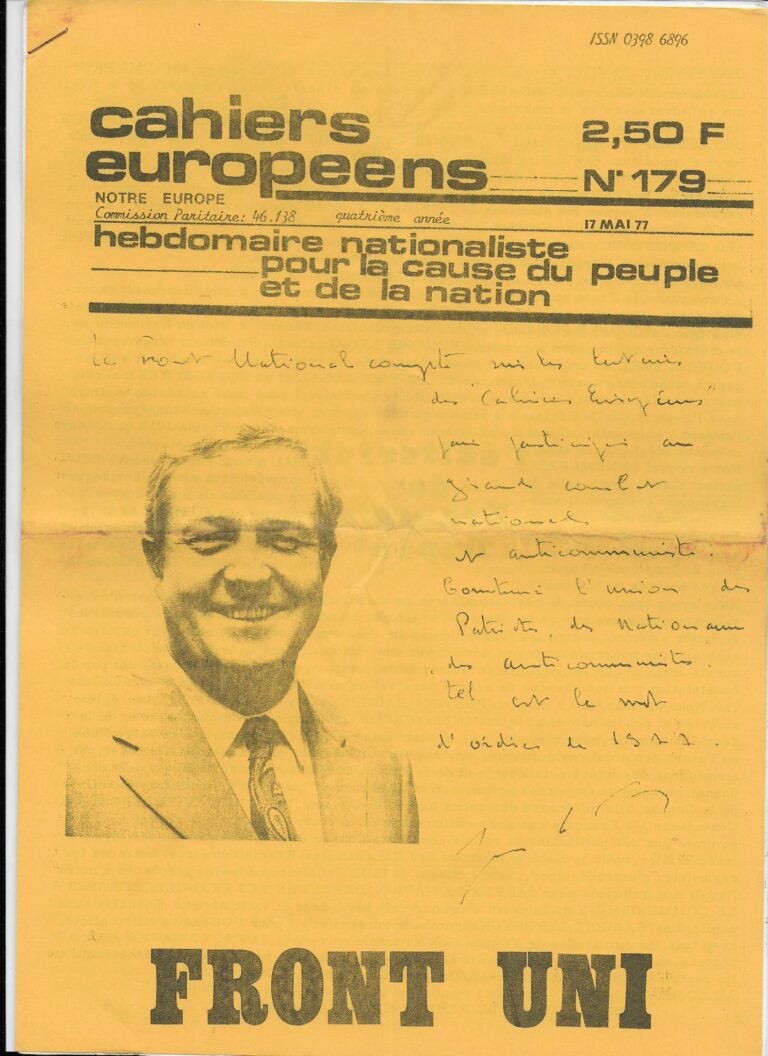 ISSN 0398 6896
cahiers
europeens
2,50 F
N° 179
NOTRE EUROPE
Commission Paritaire: 46.138 quatrième année
17 MAI 77
hebdomaire nationaliste
pour la cause du peuple
et de la nation
Le Front National compte sur les lecteurs
des "Cahiers Européens"
pour participer au
grand combat
national
et anticommuniste.
l'union des
Patriotes, des Nationaux
des anticommunistes.
tel est le mot
d'ordre de 1977.
FRONT UNI